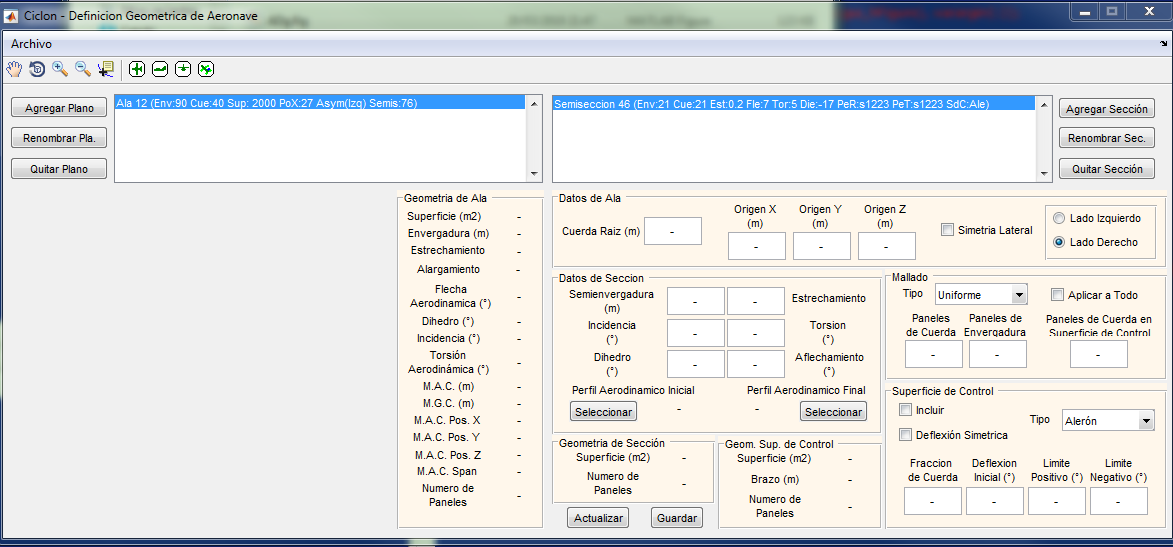 Ciclon - Definicion Geometrica de Aeronave
Archivo
Agregar Plano
Renombrar Pla.
Quitar Plano
Ala 12 (Env:90 Cue:40 Sup: 2000 PoX:27 Asym(Izq) Semis:76)
Semiseccion 46 (Env:21 Cue:21 Est:0.2 Fle:7 Tor:5 Die:-17 PeR:s1223 PeT:s1223 SdC:Ale)
Agregar Sección
Renombrar Sec.
Quitar Sección
Geometria de Ala
Superficie (m2) -
Envergadura (m) -
Estrechamiento -
Alargamiento -
Flecha
Aerodinamica (°) -
Dihedro (°) -
Incidencia (°) -
Torsión
Aerodinámica (°) -
M.A.C. (m) -
M.G.C. (m) -
M.A.C. Pos. X -
M.A.C. Pos. Y -
M.A.C. Pos. Z -
M.A.C. Span -
Numero de
Paneles -
Datos de Ala
Cuerda Raiz (m) -
Origen X
(m)
-
Origen Y
(m)
-
Origen Z
(m)
-
Simetria Lateral
Lado Izquierdo
Lado Derecho
Datos de Seccion
Semienvergadura
(m)
- -
Estrechamiento
Incidencia
(°)
- -
Torsion
(°)
Dihedro
(°)
- -
Aflechamiento
(°)
Perfil Aerodinamico Inicial
Perfil Aerodinamico Final
Seleccionar - - Seleccionar
Geometria de Sección
Superficie (m2) -
Numero de
Paneles -
Actualizar
Guardar
Geom. Sup. de Control
Superficie (m2) -
Brazo (m) -
Numero de
Paneles -
Mallado
Tipo Uniforme
Aplicar a Todo
Paneles
de Cuerda
-
Paneles de
Envergadura
-
Paneles de Cuerda en
Superficie de Control
-
Superficie de Control
Incluir
Deflexión Simetrica
Tipo Alerón
Fraccion
de Cuerda
-
Deflexion
Inicial (°)
-
Limite
Positivo (°)
-
Limite
Negativo (°)
-